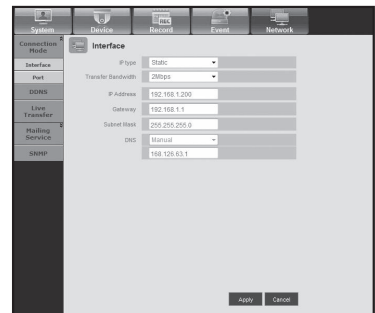 System Device Record Event Network
REC
Connection Mode
Interface
Port
DDNS
Live Transfer
Mailing Service
SNMP
Interface
IP type Static
Transfer Bandwidth 2Mbps
IP Address 192.168.1.200
Gateway 192.168.1.1
Subnet Mask 255.255.255.0
DNS Manual
168.126.63.1
Apply Cancel